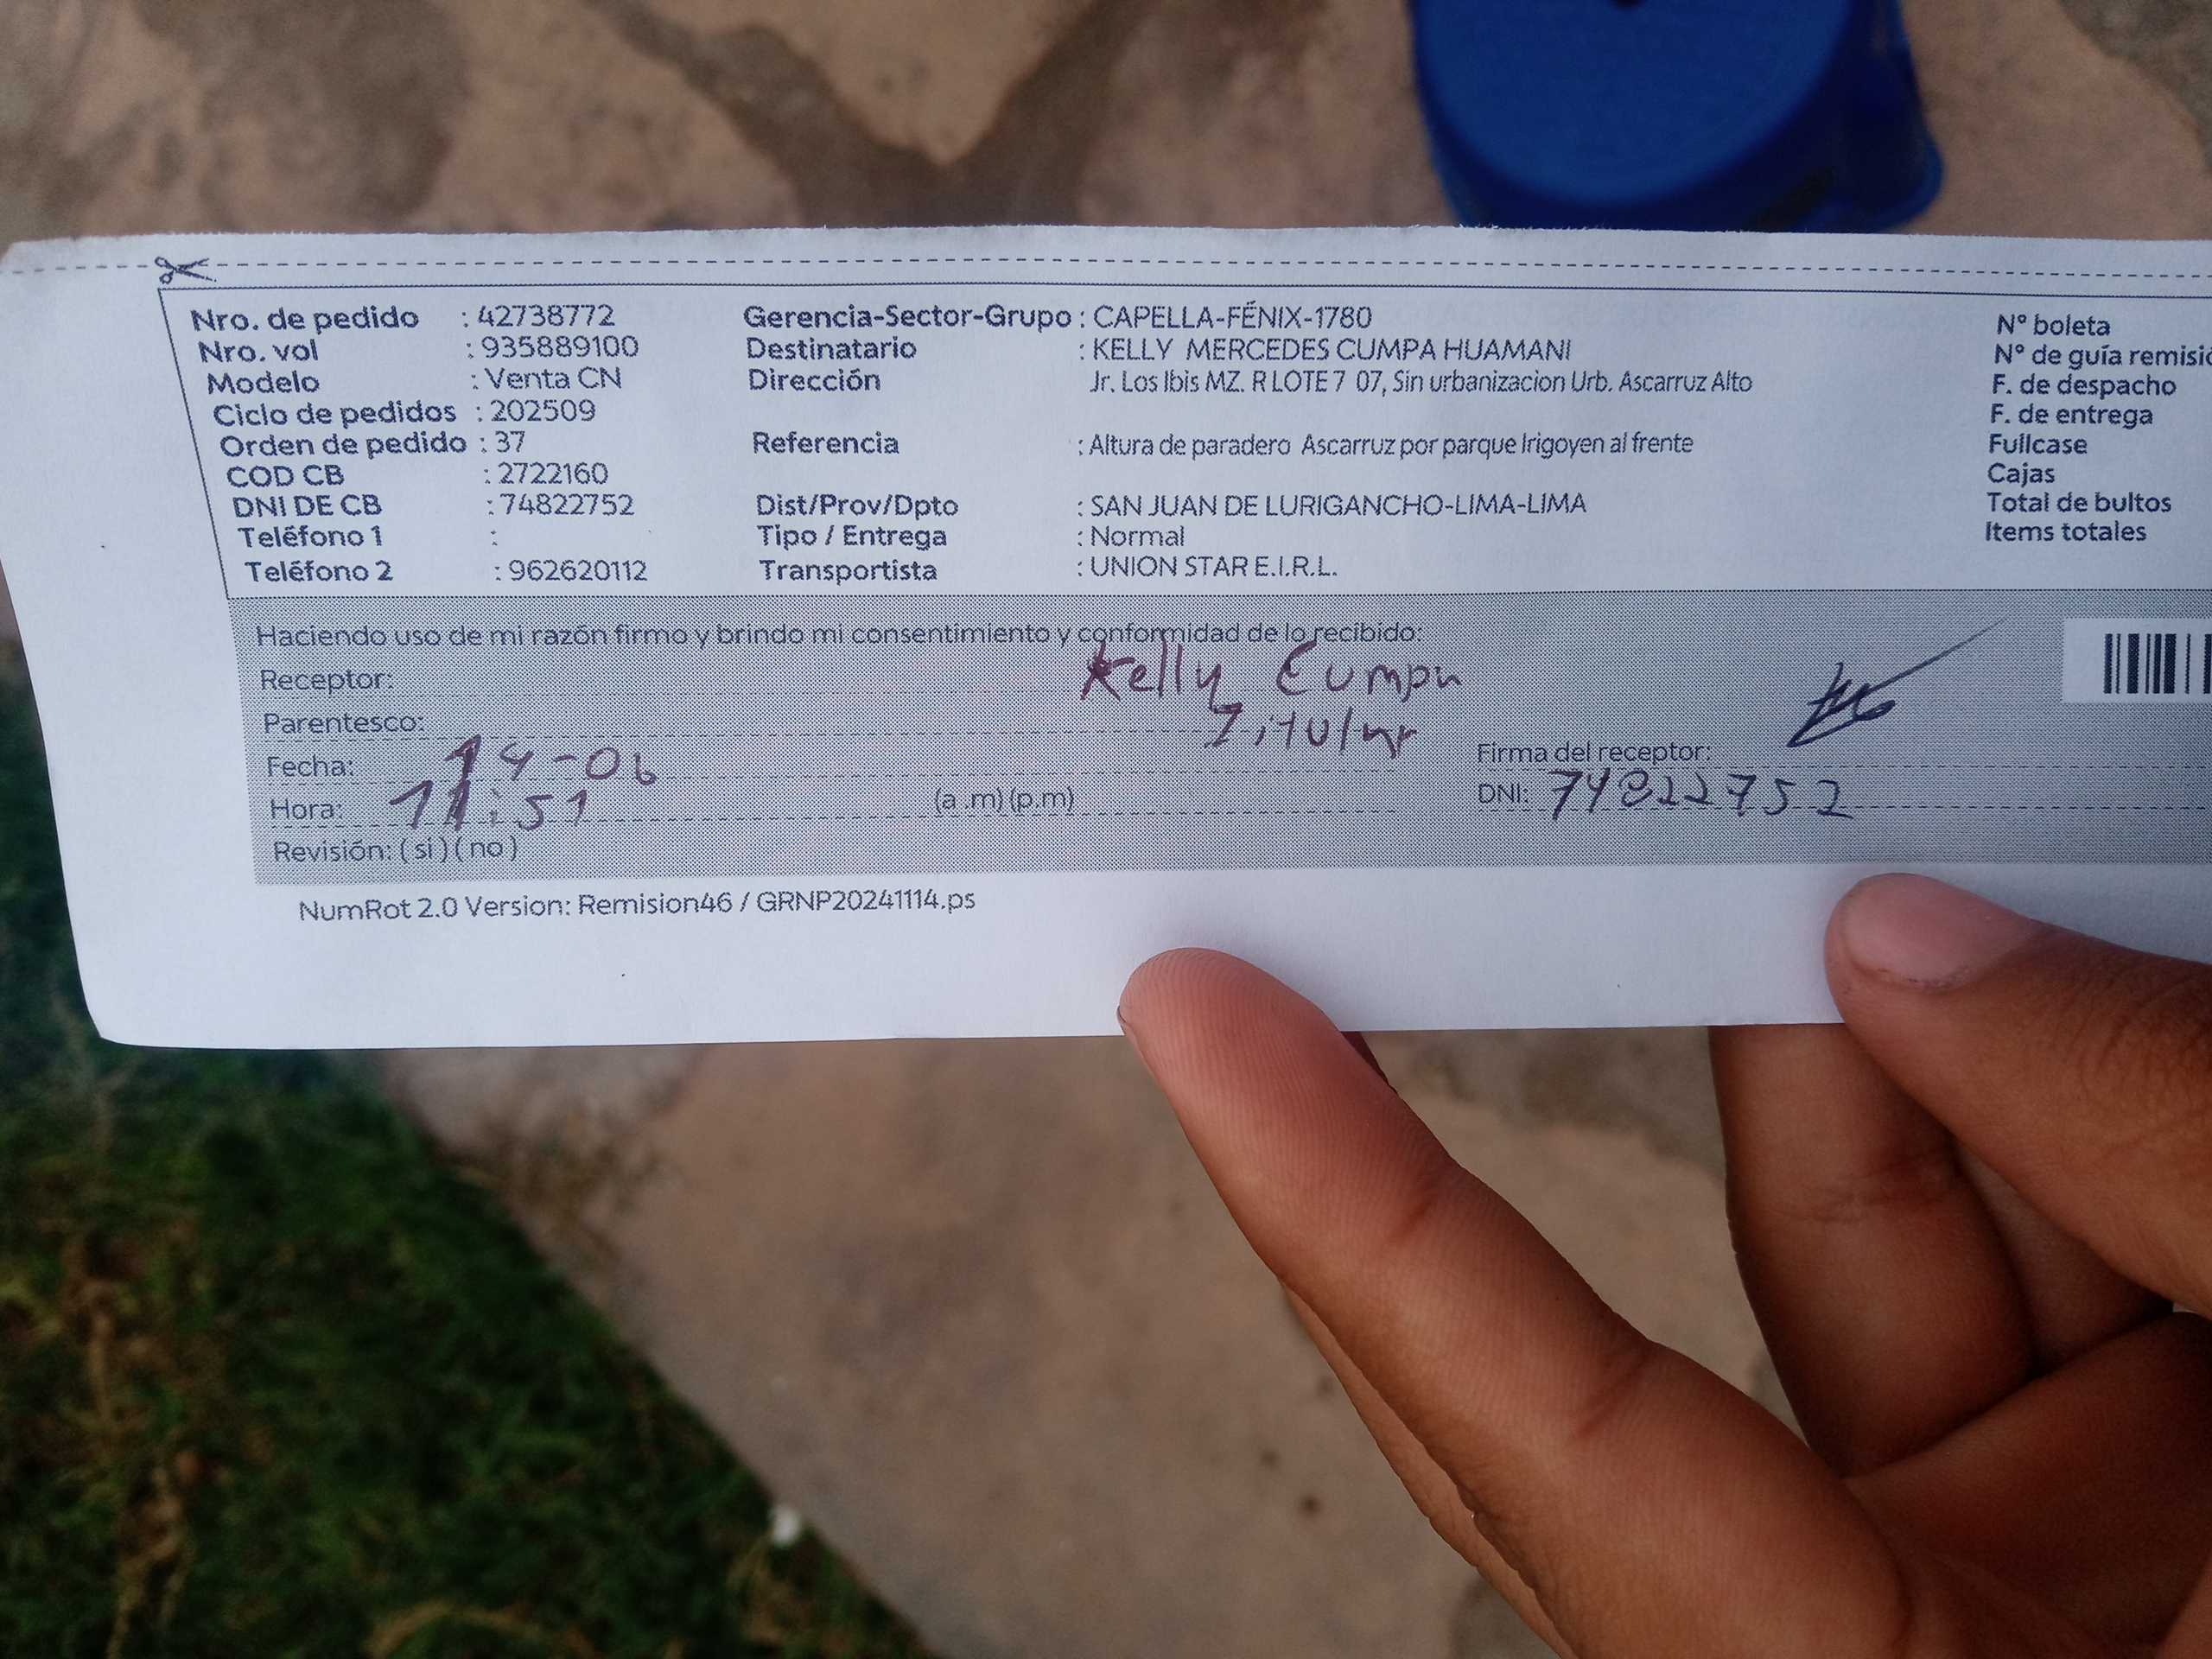 Nro. de pedido : 42738772 Gerencia-Sector-Grupo : CAPELLA-FÉNIX-1780 N° boleta
Nro. vol : 935889100 Destinatario : KELLY MERCEDES CUMPA HUAMANI N° de guía remisió
Modelo : Venta CN Dirección Jr. Los Ibis MZ. R LOTE 7 07, Sin urbanizacion Urb. Ascarruz Alto F. de despacho
Ciclo de pedidos : 202509 F. de entrega
Orden de pedido : 37 Referencia : Altura de paradero Ascarruz por parque Irigoyen al frente Fullcase
COD CB : 2722160 Cajas
DNI DE CB : 74822752 Dist/Prov/Dpto : SAN JUAN DE LURIGANCHO-LIMA-LIMA Total de bultos
Teléfono 1 : Tipo / Entrega : Normal Items totales
Teléfono 2 : 962620112 Transportista : UNION STAR E.I.R.L.
Haciendo uso de mi razón firmo y brindo mi consentimiento y conformidad de lo recibido:
Receptor: Kelly Cumpa
Parentesco: Titular
Fecha: 14-06 Firma del receptor:
Hora: 11:51 (a .m) (p.m) DNI: 74822752
Revisión: ( si ) ( no )
NumRot 2.0 Version: Remision46 / GRNP20241114.ps